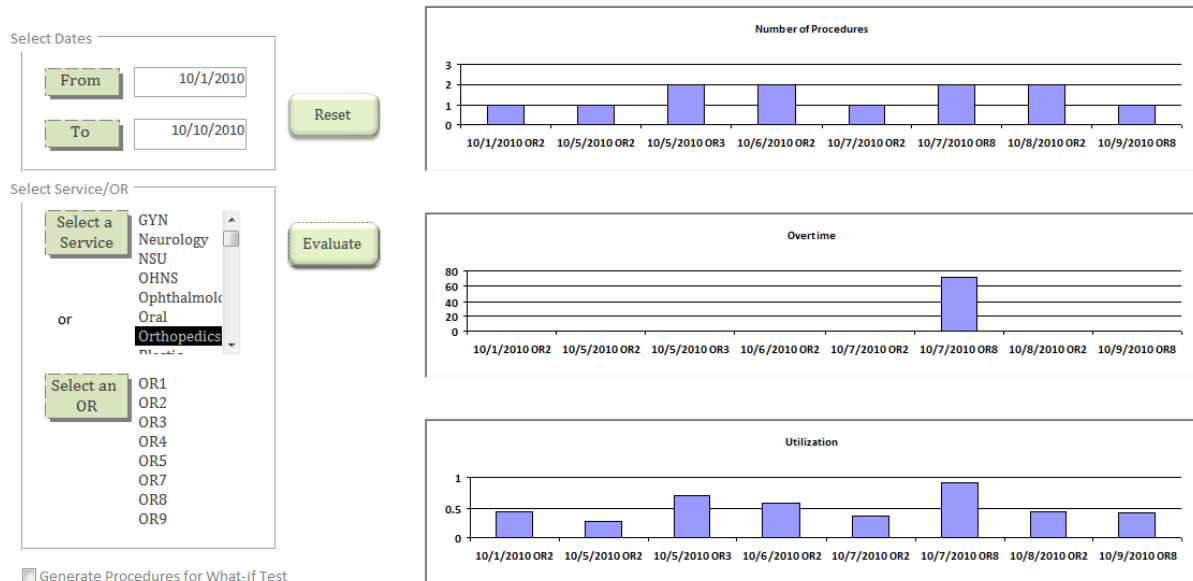 Select Dates
From
10/1/2010
To
10/10/2010
Reset
Select Service/OR
Select a
Service
GYN
Neurology
NSU
OHNS
Ophthalmolo
Oral
Orthopedics
or
Select an
OR
OR1
OR2
OR3
OR4
OR5
OR7
OR8
OR9
Evaluate
Generate Procedures for What-if Test
Number of Procedures
3
2
1
0
10/1/2010 OR2 10/5/2010 OR2 10/5/2010 OR3 10/6/2010 OR2 10/7/2010 OR2 10/7/2010 OR8 10/8/2010 OR2 10/9/2010 OR8
Overtime
80
60
40
20
0
10/1/2010 OR2 10/5/2010 OR2 10/5/2010 OR3 10/6/2010 OR2 10/7/2010 OR2 10/7/2010 OR8 10/8/2010 OR2 10/9/2010 OR8
Utilization
1
0.5
0
10/1/2010 OR2 10/5/2010 OR2 10/5/2010 OR3 10/6/2010 OR2 10/7/2010 OR2 10/7/2010 OR8 10/8/2010 OR2 10/9/2010 OR8